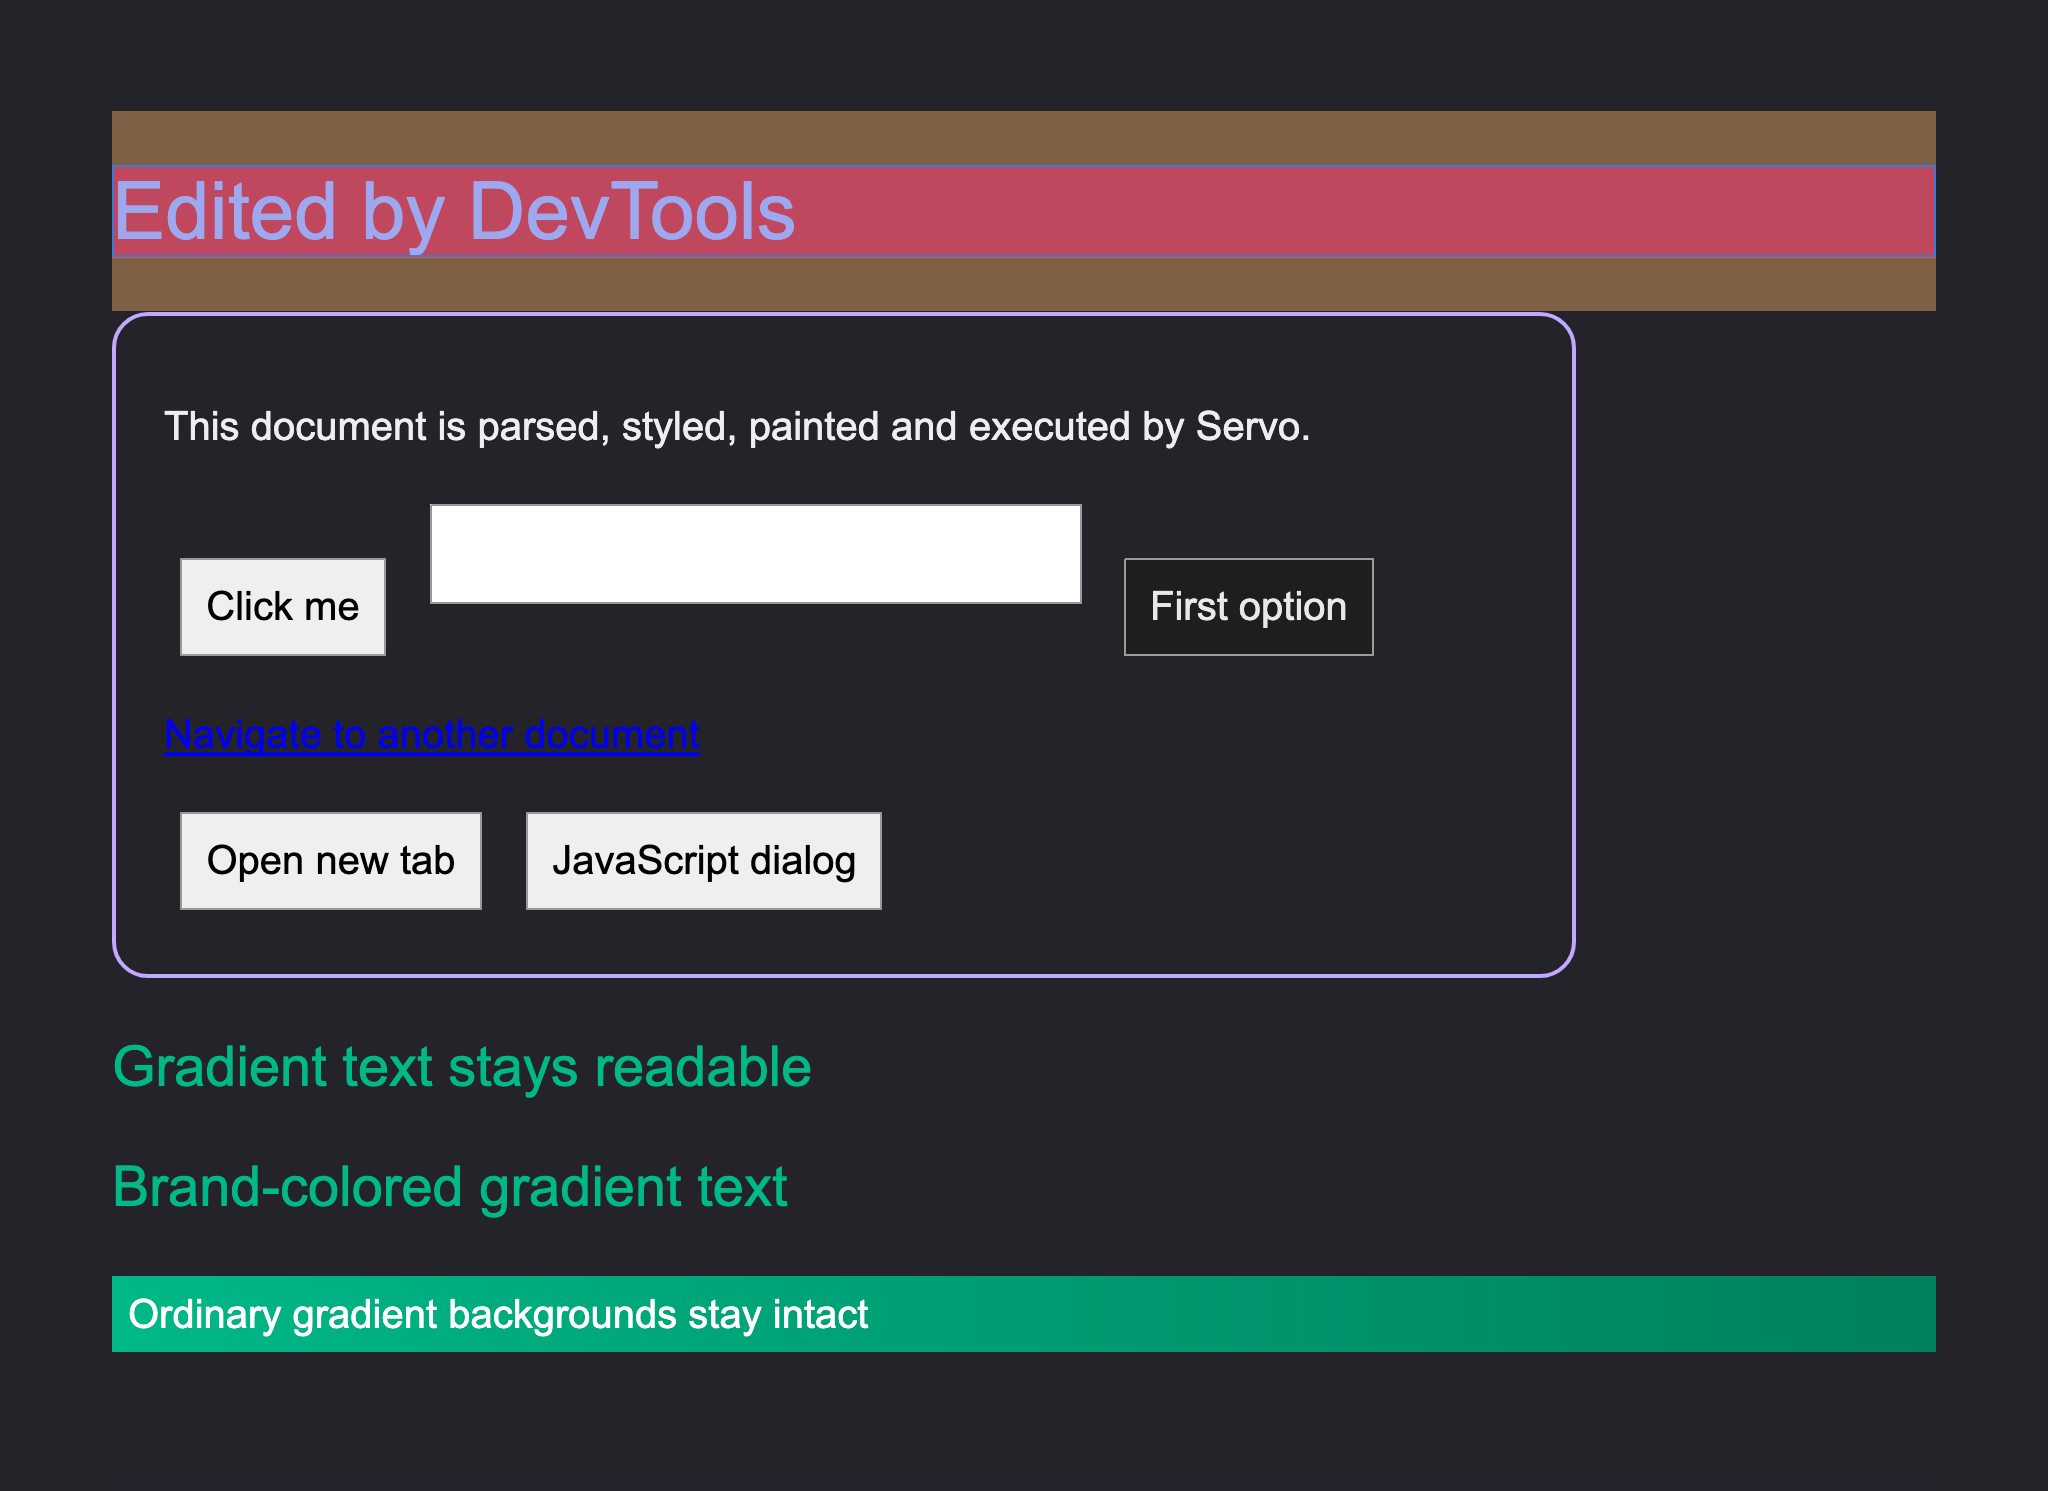 Edited by DevTools
This document is parsed, styled, painted and executed by Servo.
Click me
First option
Navigate to another document
Open new tab
JavaScript dialog
Gradient text stays readable
Brand-colored gradient text
Ordinary gradient backgrounds stay intact